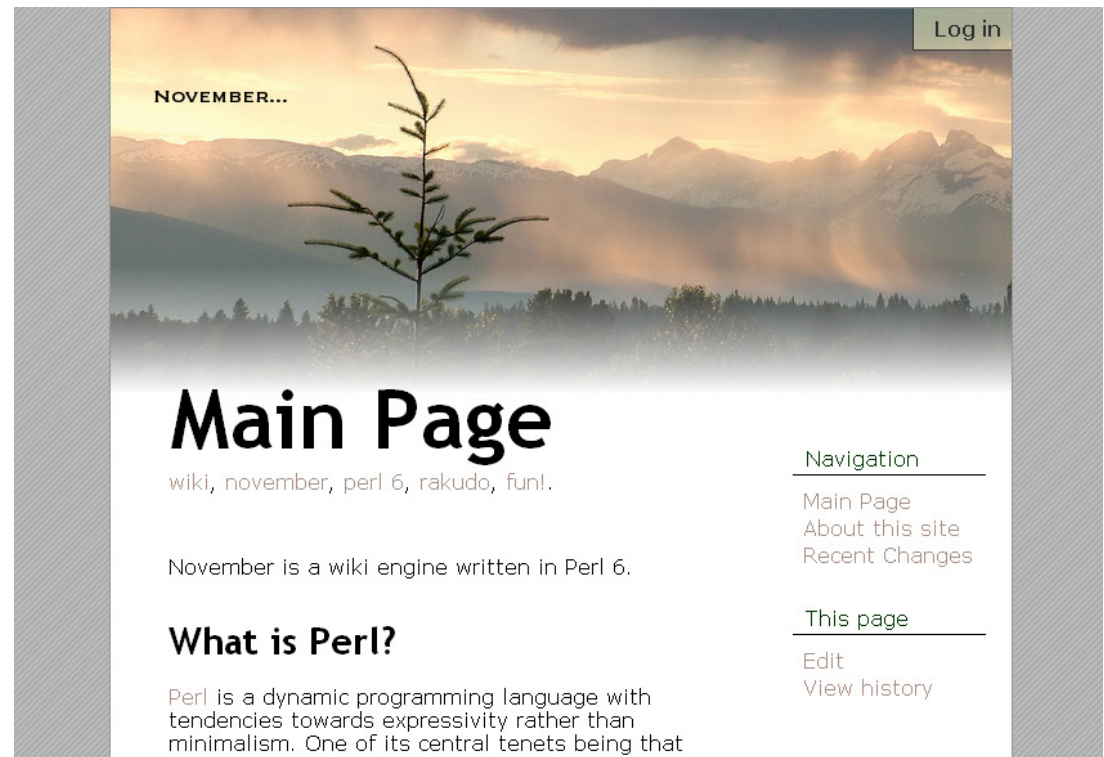 Log in
NOVEMBER...
Main Page
wiki, november, perl 6, rakudo, fun!.
November is a wiki engine written in Perl 6.
What is Perl?
Perl is a dynamic programming language with
tendencies towards expressivity rather than
minimalism. One of its central tenets being that
Navigation
Main Page
About this site
Recent Changes
This page
Edit
View history